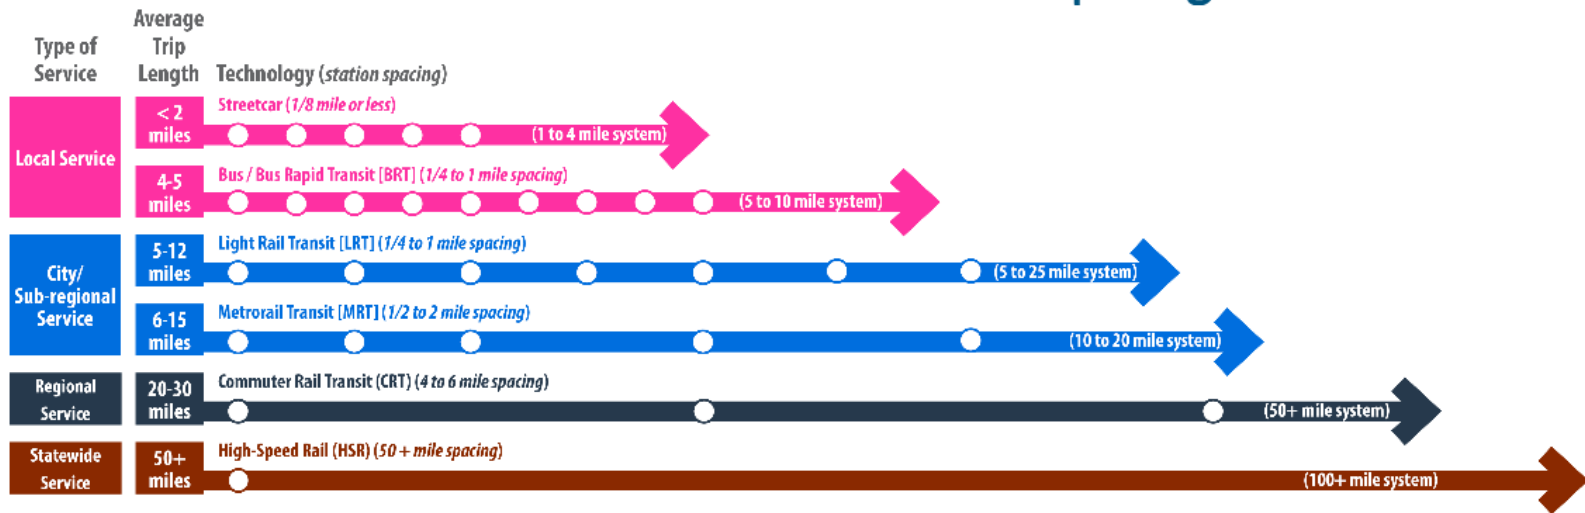 Average
Type of Trip
Service Length Technology (station spacing)
Local Service
< 2
miles
Streetcar (1/8 mile or less)
(1 to 4 mile system)
4-5
miles
Bus / Bus Rapid Transit [BRT] (1/4 to 1 mile spacing)
(5 to 10 mile system)
City/
Sub-regional
Service
5-12
miles
Light Rail Transit [LRT] (1/4 to 1 mile spacing)
(5 to 25 mile system)
6-15
miles
Metrorail Transit [MRT] (1/2 to 2 mile spacing)
(10 to 20 mile system)
Regional
Service
20-30
miles
Commuter Rail Transit (CRT) (4 to 6 mile spacing)
(50+ mile system)
Statewide
Service
50+
miles
High-Speed Rail (HSR) (50 + mile spacing)
(100+ mile system)